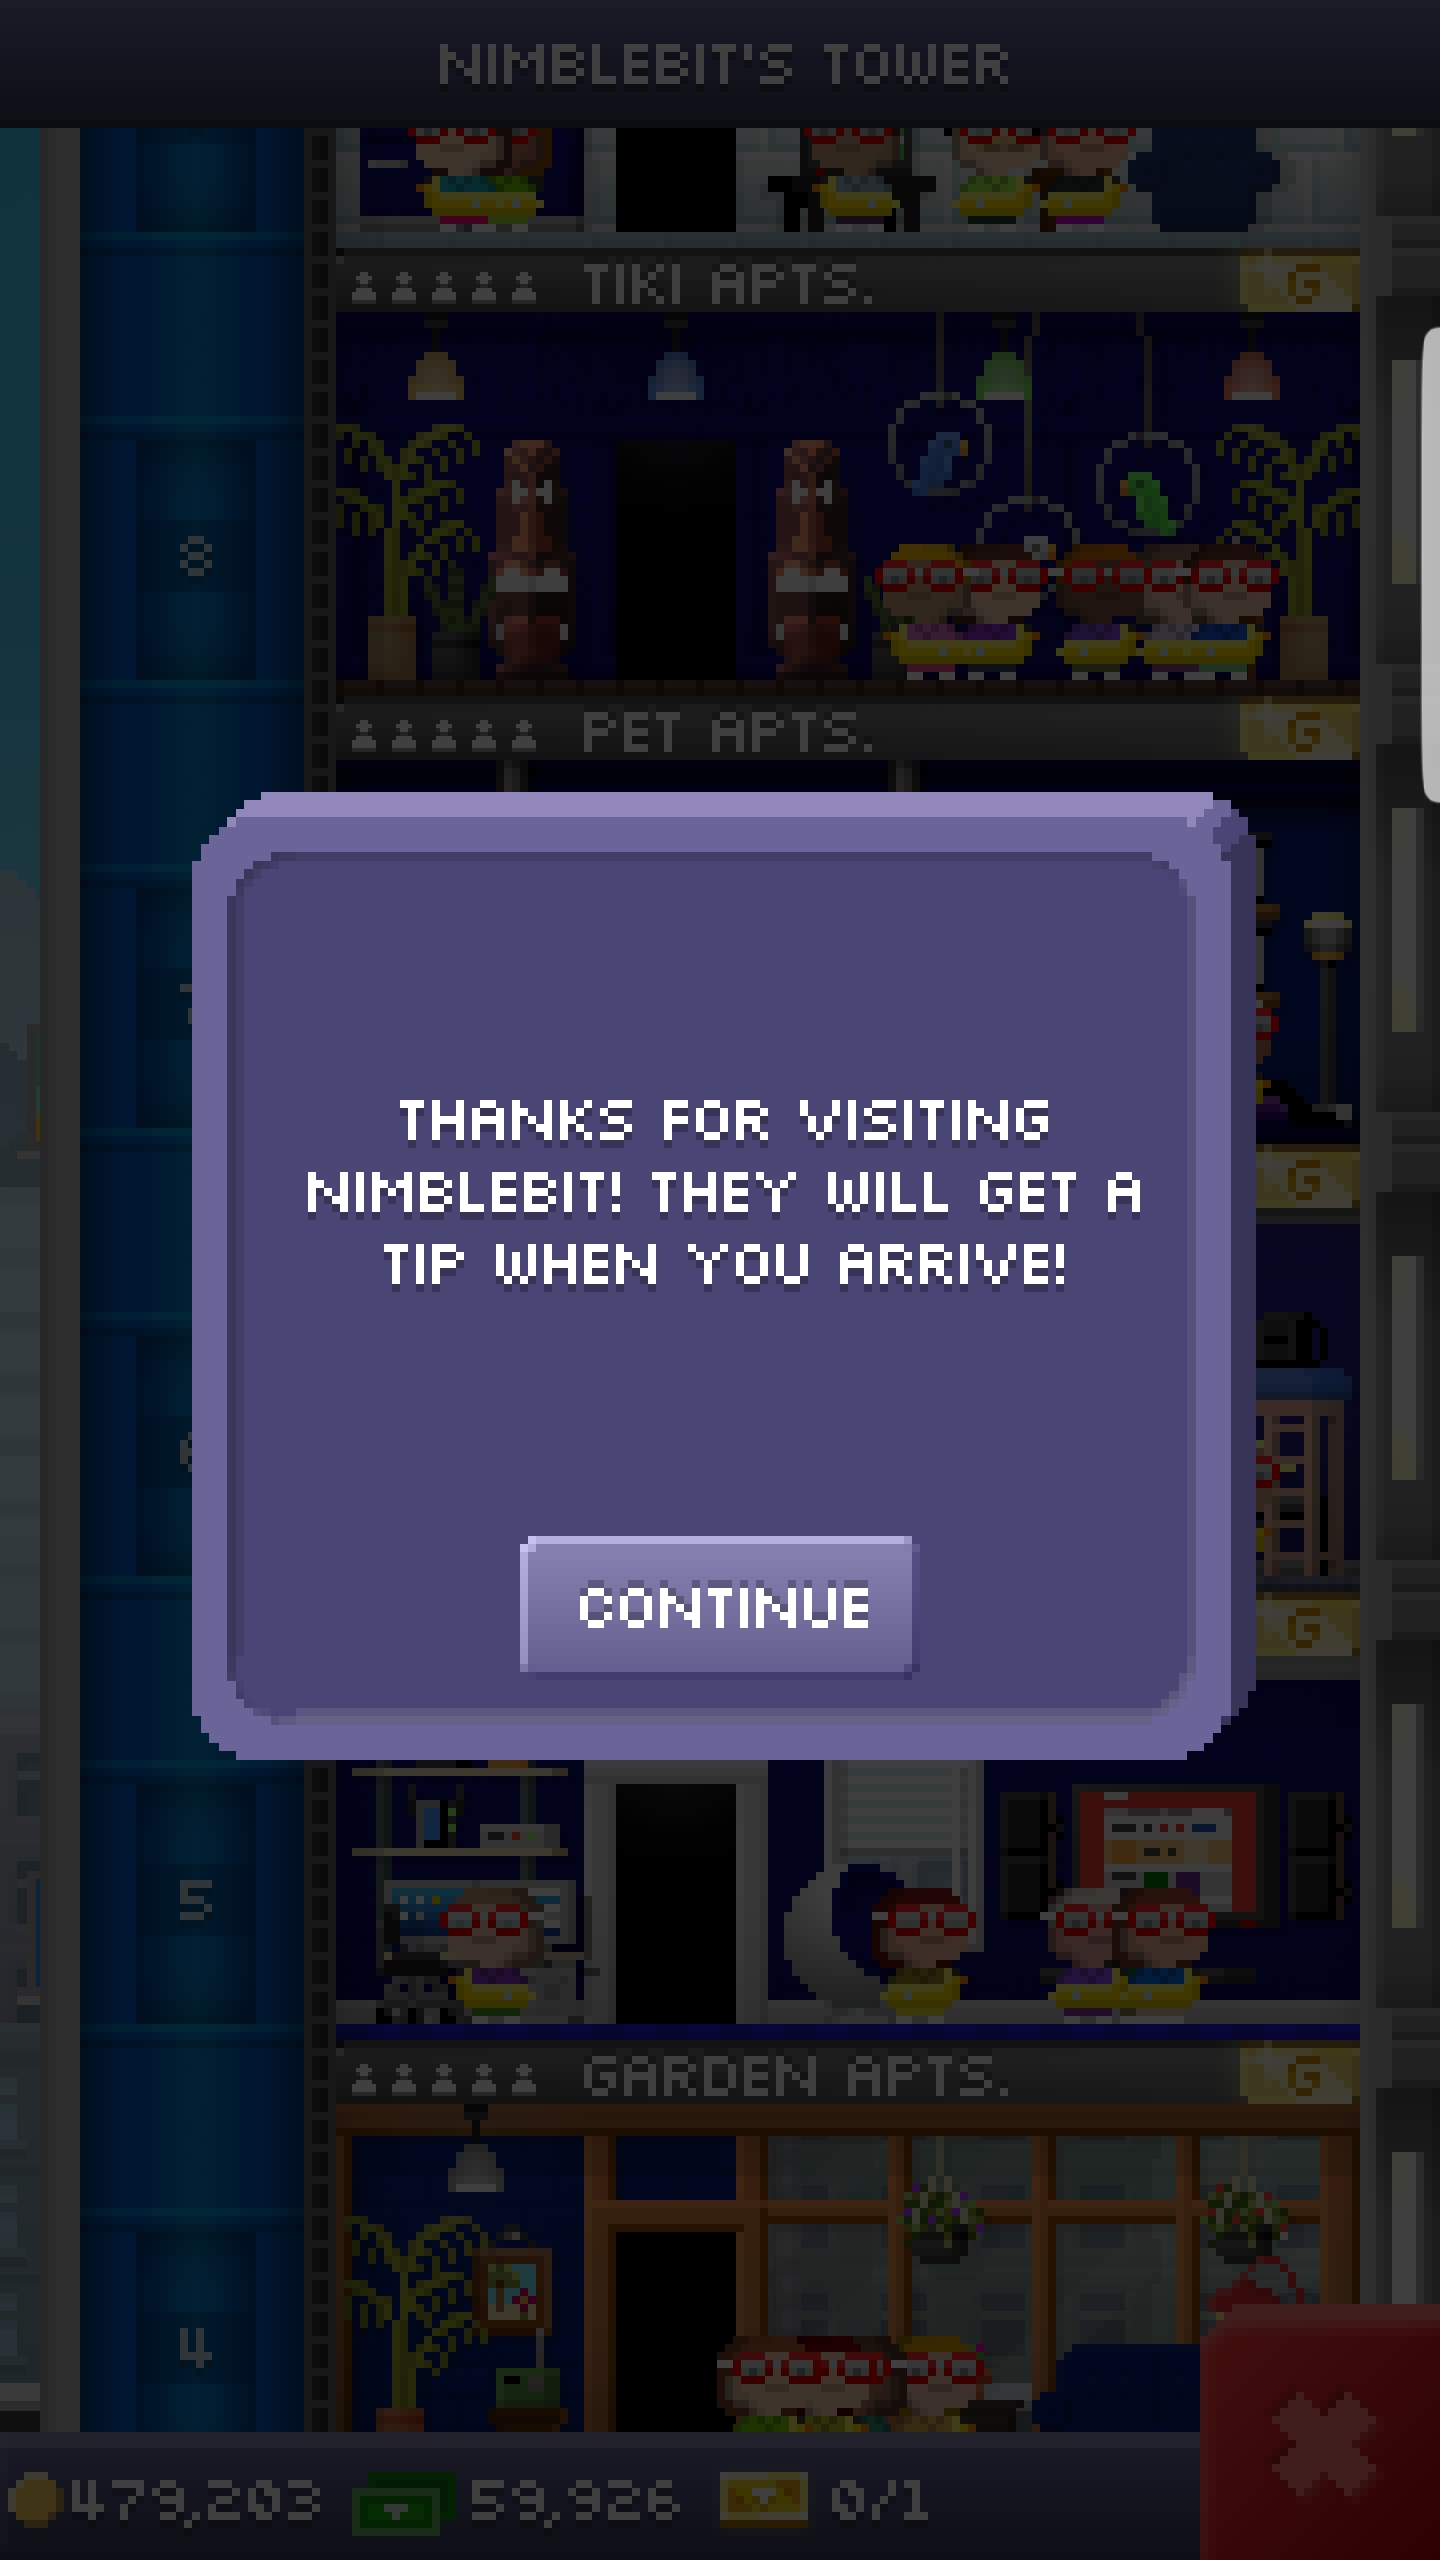 NIMBLEBIT'S TOWER
TIKI APTS.
G
8
PET APTS.
G
THANKS FOR VISITING
NIMBLEBIT! THEY WILL GET A
TIP WHEN YOU ARRIVE!
G
CONTINUE
G
5
GARDEN APTS.
G
4
479,203 59,926 0/1